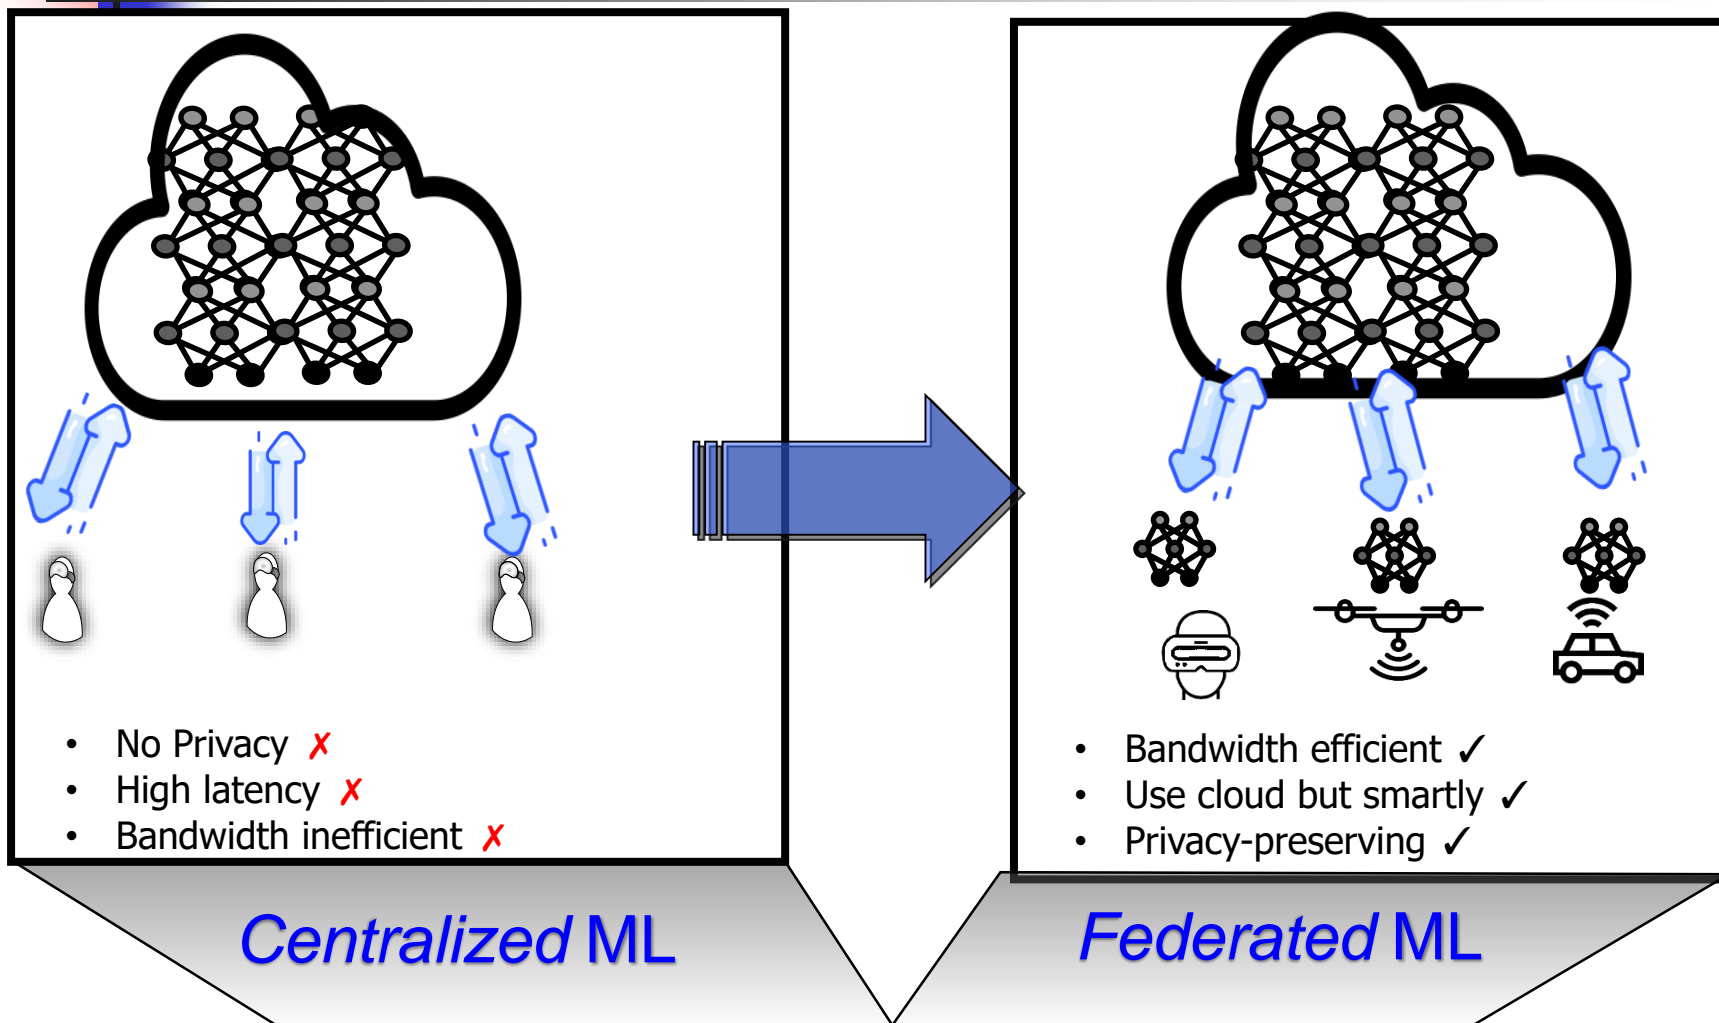 • No Privacy ✗
• High latency ✗
• Bandwidth inefficient ✗
Centralized ML
• Bandwidth efficient ✓
• Use cloud but smartly ✓
• Privacy-preserving ✓
Federated ML